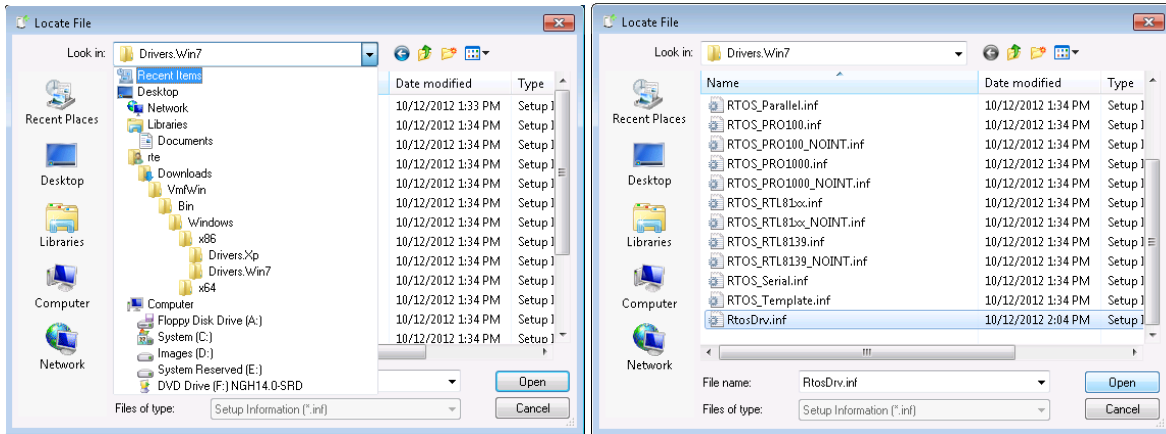 Locate File
Look in: Drivers.Win7
Recent Items
Desktop
Network
Libraries
Documents
rte
Downloads
VmfWin
Bin
Windows
x86
Drivers.Xp
Drivers.Win7
x64
Computer
Floppy Disk Drive (A:)
System (C:)
Images (D:)
System Reserved (E:)
DVD Drive (F:) NGH14.0-SRD
Recent Places
Desktop
Libraries
Computer
Network
Date modified Type
10/12/2012 1:33 PM Setup I
10/12/2012 1:34 PM Setup I
10/12/2012 1:34 PM Setup I
10/12/2012 1:34 PM Setup I
10/12/2012 1:34 PM Setup I
10/12/2012 1:34 PM Setup I
10/12/2012 1:34 PM Setup I
10/12/2012 1:34 PM Setup I
10/12/2012 1:34 PM Setup I
10/12/2012 1:34 PM Setup I
10/12/2012 1:34 PM Setup I
10/12/2012 1:34 PM Setup I
10/12/2012 1:34 PM Setup I
Open
Files of type: Setup Information (*.inf) Cancel
Locate File
Look in: Drivers.Win7
Recent Places
Desktop
Libraries
Computer
Network
Name Date modified Type
RTOS_Parallel.inf 10/12/2012 1:34 PM Setup I
RTOS_PRO100.inf 10/12/2012 1:34 PM Setup I
RTOS_PRO100_NOINT.inf 10/12/2012 1:34 PM Setup I
RTOS_PRO1000.inf 10/12/2012 1:34 PM Setup I
RTOS_PRO1000_NOINT.inf 10/12/2012 1:34 PM Setup I
RTOS_RTL81xx.inf 10/12/2012 1:34 PM Setup I
RTOS_RTL81xx_NOINT.inf 10/12/2012 1:34 PM Setup I
RTOS_RTL8139.inf 10/12/2012 1:34 PM Setup I
RTOS_RTL8139_NOINT.inf 10/12/2012 1:34 PM Setup I
RTOS_Serial.inf 10/12/2012 1:34 PM Setup I
RTOS_Template.inf 10/12/2012 1:34 PM Setup I
RtosDrv.inf 10/12/2012 2:04 PM Setup I
File name: RtosDrv.inf Open
Files of type: Setup Information (*.inf) Cancel